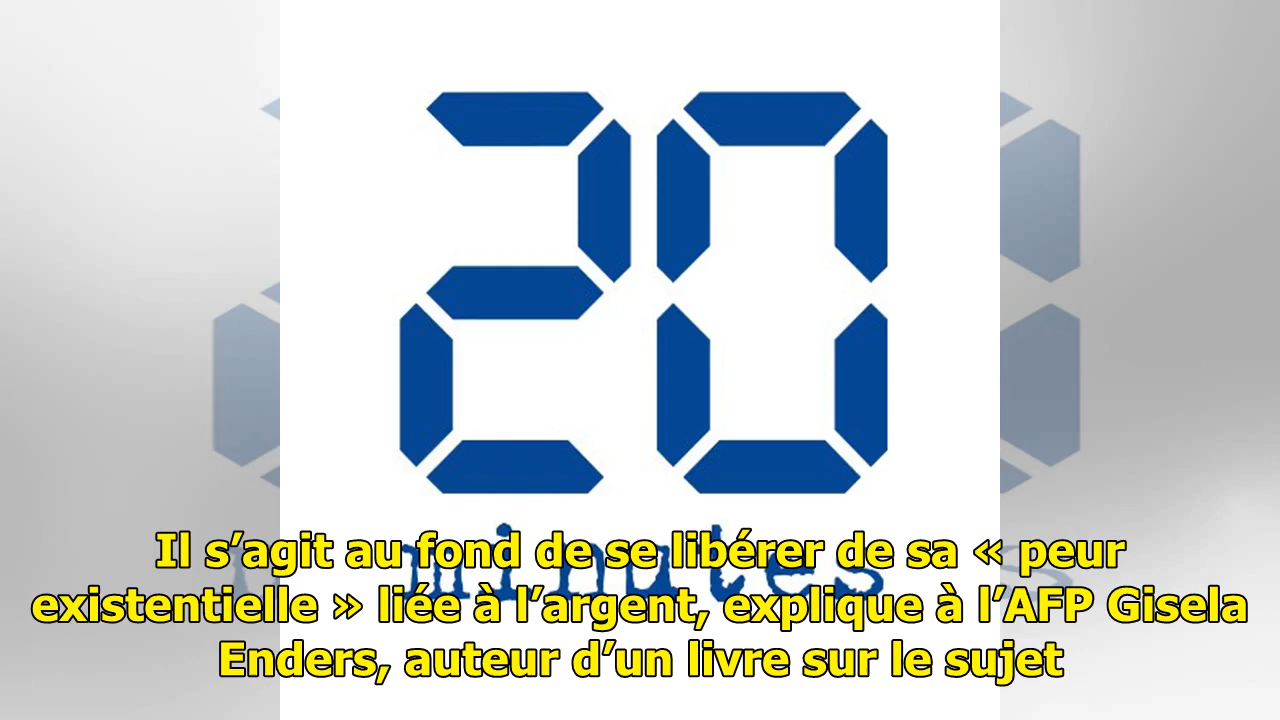 20
minutes
Il s’agit au fond de se libérer de sa « peur
existentielle » liée à l’argent, explique à l’AFP Gisela
Enders, auteur d’un livre sur le sujet